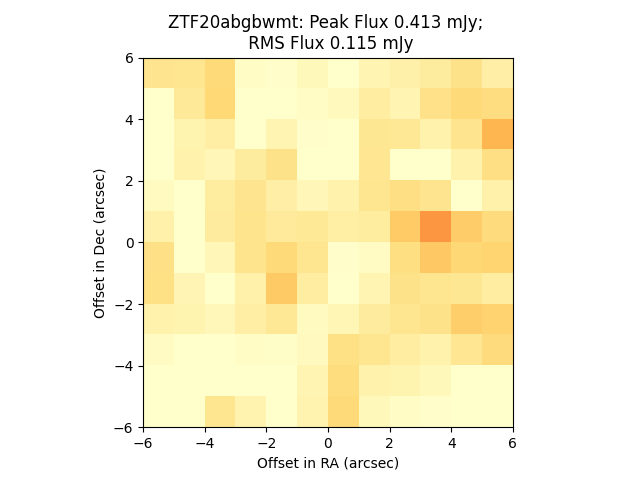 ZTF20abgbwmt: Peak Flux 0.413 mJy;
RMS Flux 0.115 mJy
6
4
2
0
−2
−4
−6
Offset in Dec (arcsec)
−6 −4 −2 0 2 4 6
Offset in RA (arcsec)